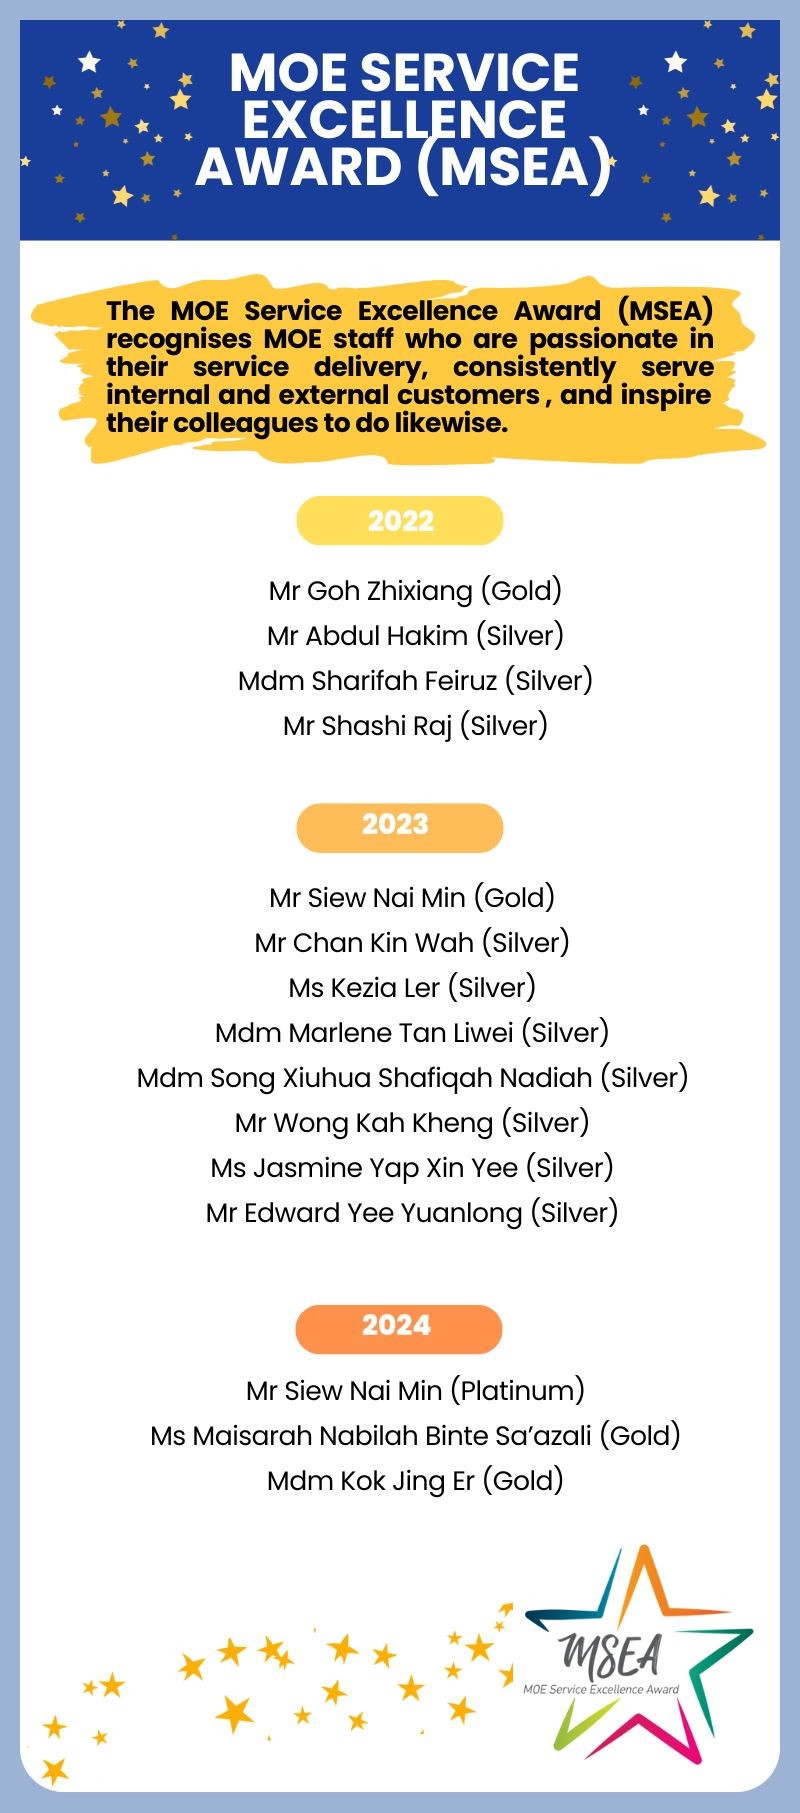 MOE SERVICE
EXCELLENCE
AWARD (MSEA)
The MOE Service Excellence Award (MSEA)
recognises MOE staff who are passionate in
their service delivery, consistently serve
internal and external customers , and inspire
their colleagues to do likewise.
2022
Mr Goh Zhixiang (Gold)
Mr Abdul Hakim (Silver)
Mdm Sharifah Feiruz (Silver)
Mr Shashi Raj (Silver)
2023
Mr Siew Nai Min (Gold)
Mr Chan Kin Wah (Silver)
Ms Kezia Ler (Silver)
Mdm Marlene Tan Liwei (Silver)
Mdm Song Xiuhua Shafiqah Nadiah (Silver)
Mr Wong Kah Kheng (Silver)
Ms Jasmine Yap Xin Yee (Silver)
Mr Edward Yee Yuanlong (Silver)
2024
Mr Siew Nai Min (Platinum)
Ms Maisarah Nabilah Binte Sa’azali (Gold)
Mdm Kok Jing Er (Gold)
MSEA
MOE Service Excellence Award